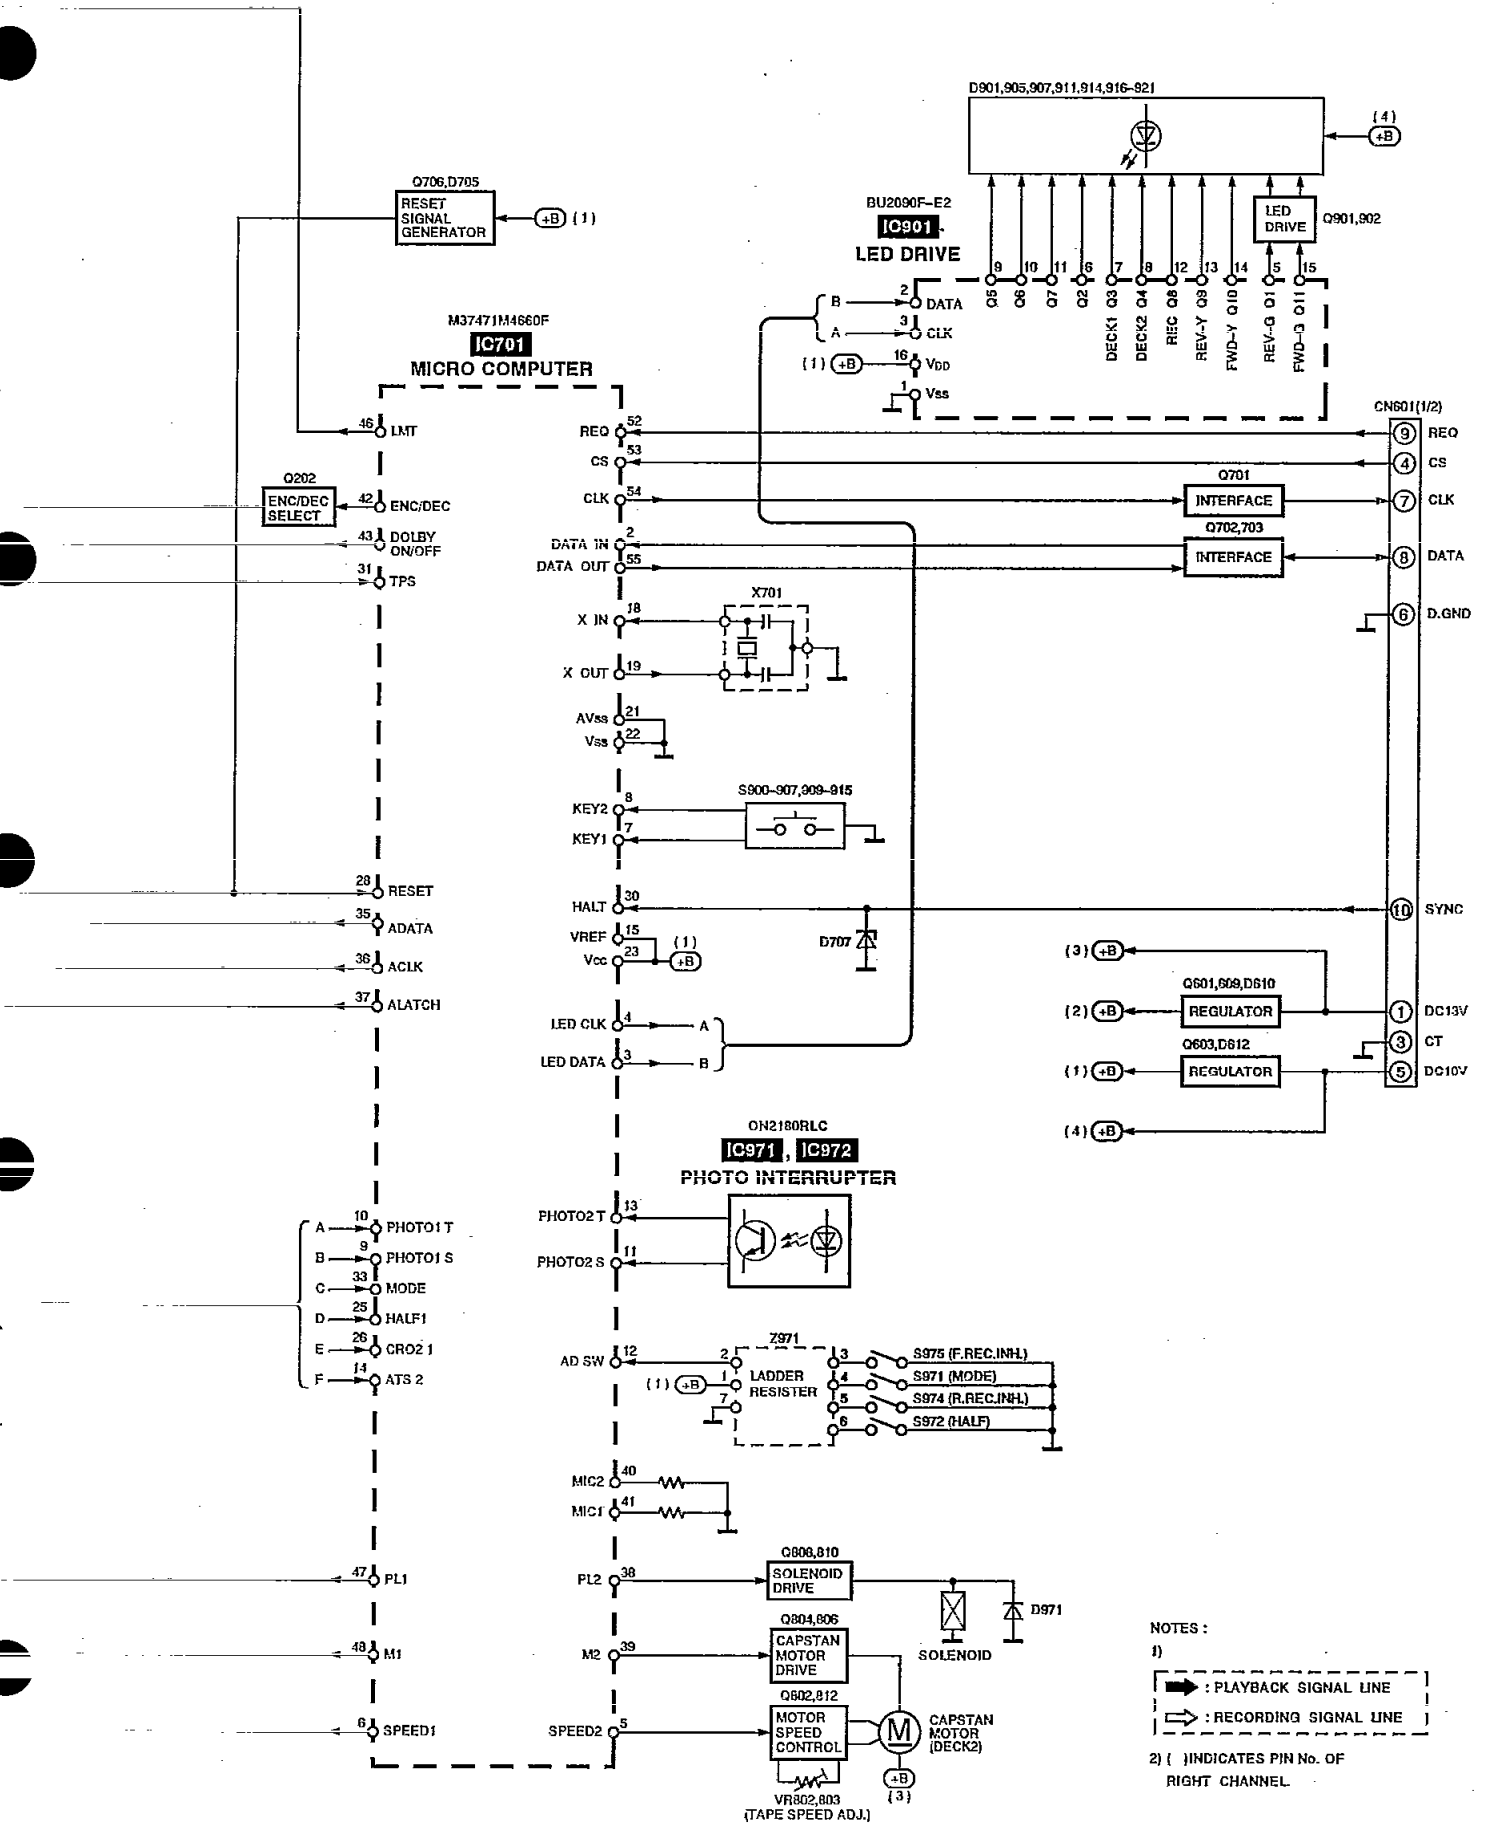 D901,905,907,911,914,916-921
(4)
+B
Q706,D705
RESET
SIGNAL
GENERATOR
+B (1)
BU2090F-E2
IC901
LED DRIVE
LED
DRIVE
Q901,902
9 10 11 6 7 8 12 13 14 5 15
Q5
Q6
Q7
Q2
DECK1 Q3
DECK2 Q4
REC Q8
REV-Y Q9
FWD-Y Q10
REV-G Q1
FWD-G Q11
B 2 DATA
A 3 CLK
(1) +B 16 VDD
1 Vss
M37471M4660F
IC701
MICRO COMPUTER
CN601(1/2)
46 LMT
REQ 52
9 REQ
CS 53
4 CS
Q202
ENC/DEC
SELECT
42 ENC/DEC
CLK 54
Q701
INTERFACE
7 CLK
43 DOLBY
ON/OFF
DATA IN 2
DATA OUT 55
Q702,703
INTERFACE
8 DATA
31 TPS
X IN 18
X701
6 D.GND
X OUT 19
AVss 21
Vss 22
KEY2 8
KEY1 7
S900-907,909-915
28 RESET
HALT 30
10 SYNC
35 ADATA
VREF 15
Vcc 23
(1)
+B
D707
(3) +B
36 ACLK
Q601,609,D610
(2) +B
REGULATOR
1 DC13V
37 ALATCH
LED CLK 4 A
LED DATA 3 B
3 CT
Q603,D612
(1) +B
REGULATOR
5 DC10V
(4) +B
ON2180RLC
IC971 , IC972
PHOTO INTERRUPTER
A 10 PHOTO1 T
B 9 PHOTO1 S
C 33 MODE
D 25 HALF1
E 26 CRO2 1
F 14 ATS 2
PHOTO2 T 13
PHOTO2 S 11
AD SW 12
Z971
LADDER
RESISTER
2
(1) +B 1
7
3 S975 (F.REC.INH.)
4 S971 (MODE)
5 S974 (R.REC.INH.)
6 S972 (HALF)
MIC2 40
MIC1 41
47 PL1
PL2 38
Q808,810
SOLENOID
DRIVE
SOLENOID
D971
48 M1
M2 39
Q804,806
CAPSTAN
MOTOR
DRIVE
6 SPEED1
SPEED2 5
Q802,812
MOTOR
SPEED
CONTROL
M
CAPSTAN
MOTOR
(DECK2)
+B
(3)
VR802,803
(TAPE SPEED ADJ.)
NOTES :
1)
: PLAYBACK SIGNAL LINE
: RECORDING SIGNAL LINE
2) ( )INDICATES PIN No. OF
RIGHT CHANNEL